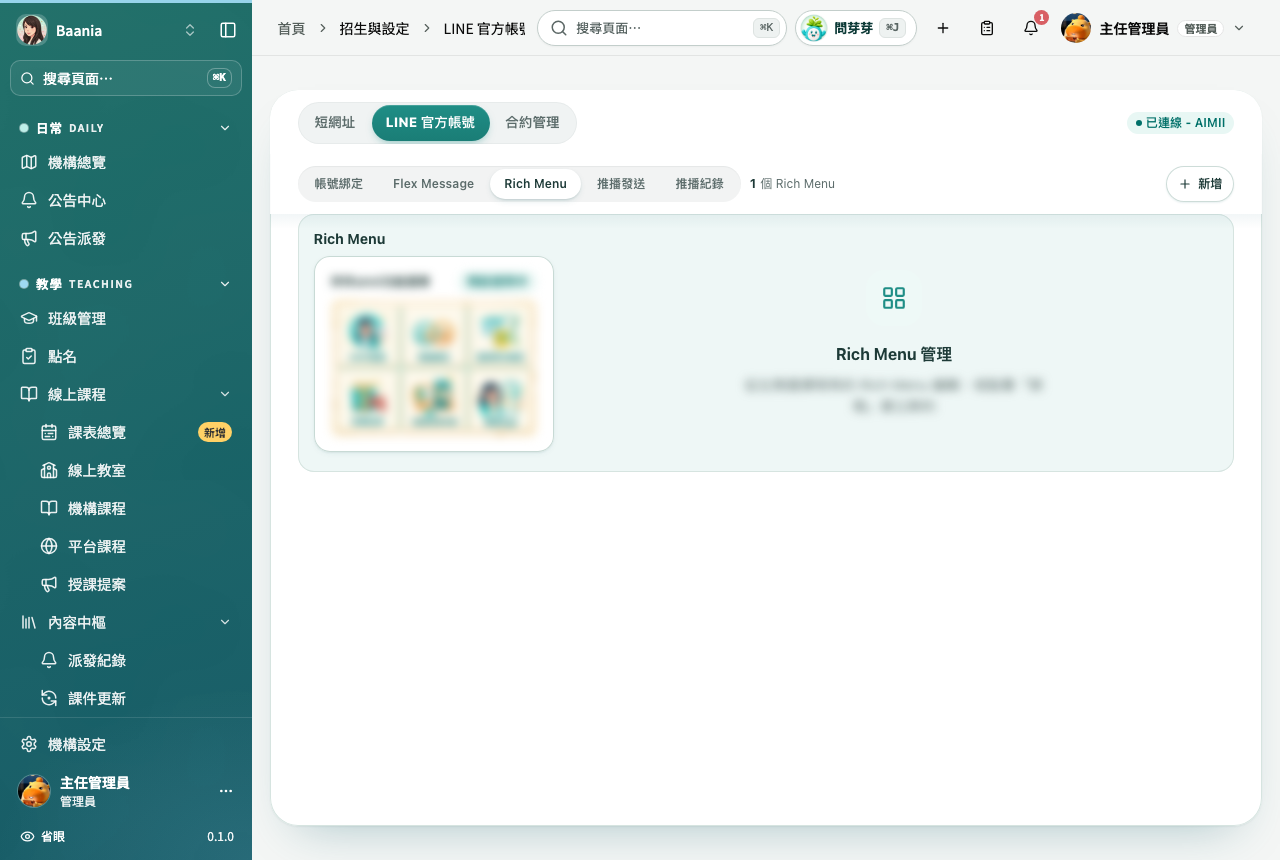 Baania
搜尋頁面… ⌘K
日常 DAILY
機構總覽
公告中心
公告派發
教學 TEACHING
班級管理
點名
線上課程
課表總覽 新增
線上教室
機構課程
平台課程
授課提案
內容中樞
派發紀錄
課件更新
機構設定
主任管理員
管理員
省眼 0.1.0
首頁 > 招生與設定 > LINE 官方帳號
搜尋頁面… ⌘K
問芽芽 ⌘J
1
主任管理員 管理員
短網址 LINE 官方帳號 合約管理
已連線 - AIMII
帳號綁定 Flex Message Rich Menu 推播發送 推播紀錄 1 個 Rich Menu
新增
Rich Menu
Rich Menu 管理